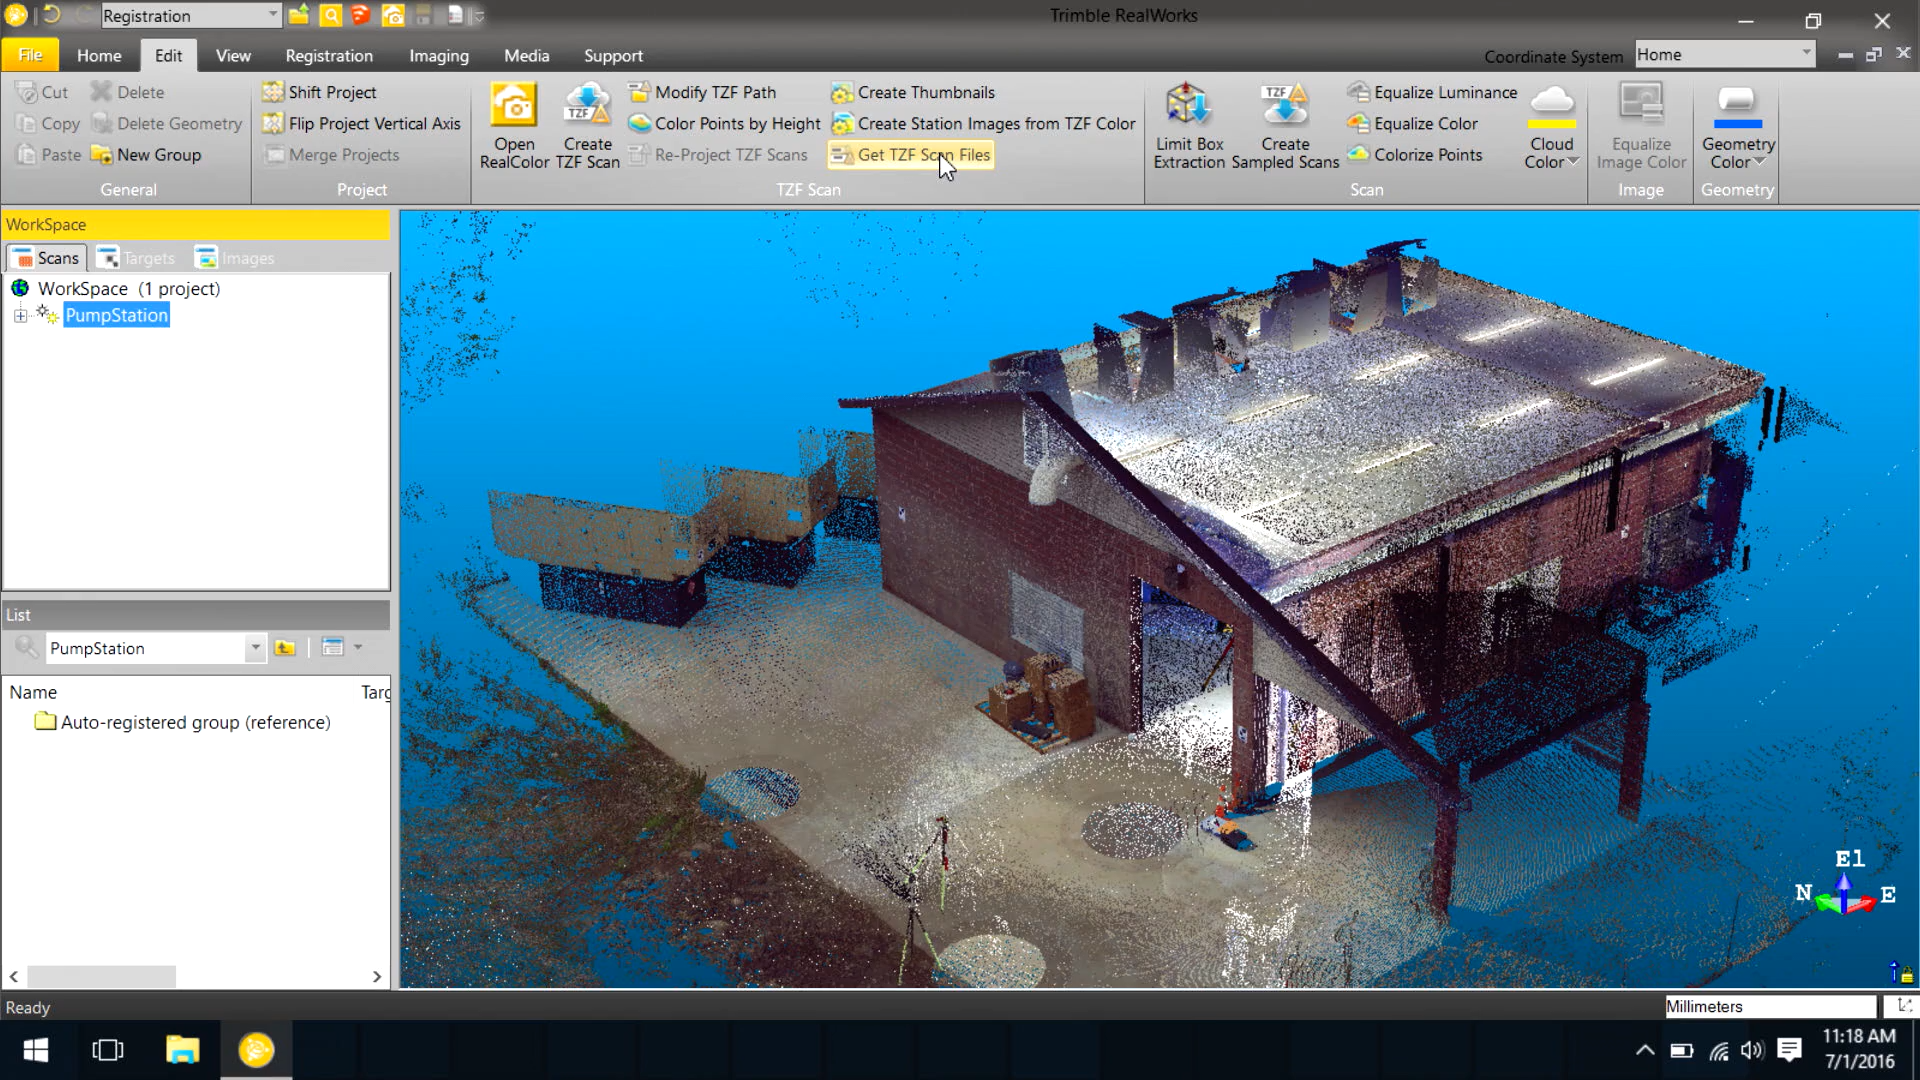 Registration
Trimble RealWorks
File Home Edit View Registration Imaging Media Support
Coordinate System Home
Cut Delete
Copy Delete Geometry
Paste New Group
General
Shift Project
Flip Project Vertical Axis
Merge Projects
Project
Open RealColor
Create TZF Scan
TZF
Modify TZF Path
Color Points by Height
Re-Project TZF Scans
Create Thumbnails
Create Station Images from TZF Color
Get TZF Scan Files
TZF Scan
Limit Box Extraction
TZF
Create Sampled Scans
Equalize Luminance
Equalize Color
Colorize Points
Cloud Color
Scan
Equalize Image Color
Image
Geometry Color
Geometry
WorkSpace
Scans Targets Images
WorkSpace (1 project)
PumpStation
List
PumpStation
Name Targ
Auto-registered group (reference)
El
N E
Ready
Millimeters
11:18 AM
7/1/2016